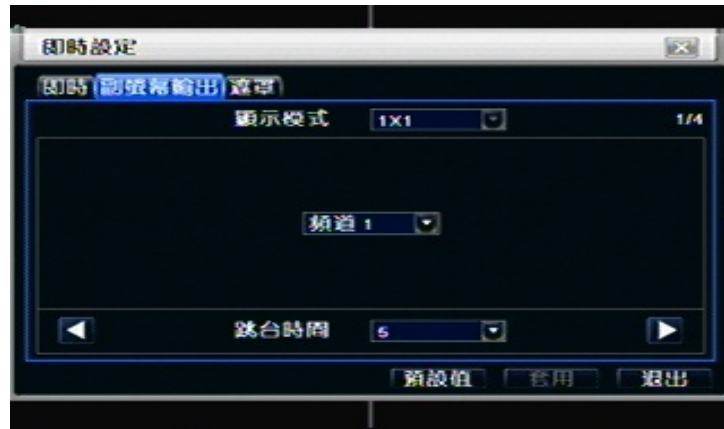 即時設定
即時 副螢幕輸出 遮罩
顯示模式 1X1 1/4
頻道 1
跳台時間 5
預設值 套用 退出